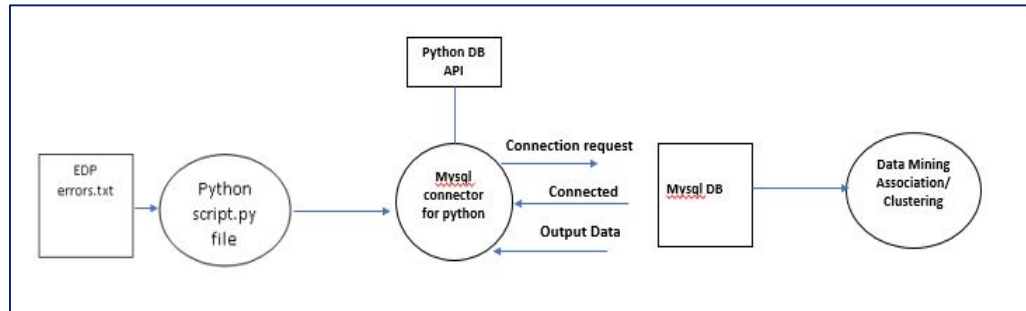 Python DB
API
EDP
errors.txt
Python
script.py
file
Mysql
connector
for python
Connection request
Connected
Output Data
Mysql DB
Data Mining
Association/
Clustering